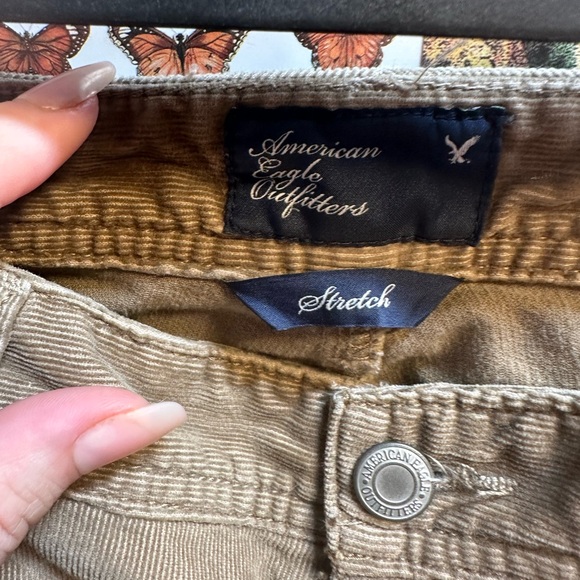 American
Eagle
Outfitters
Stretch
AMERICAN EAGLE
OUTFITTERS